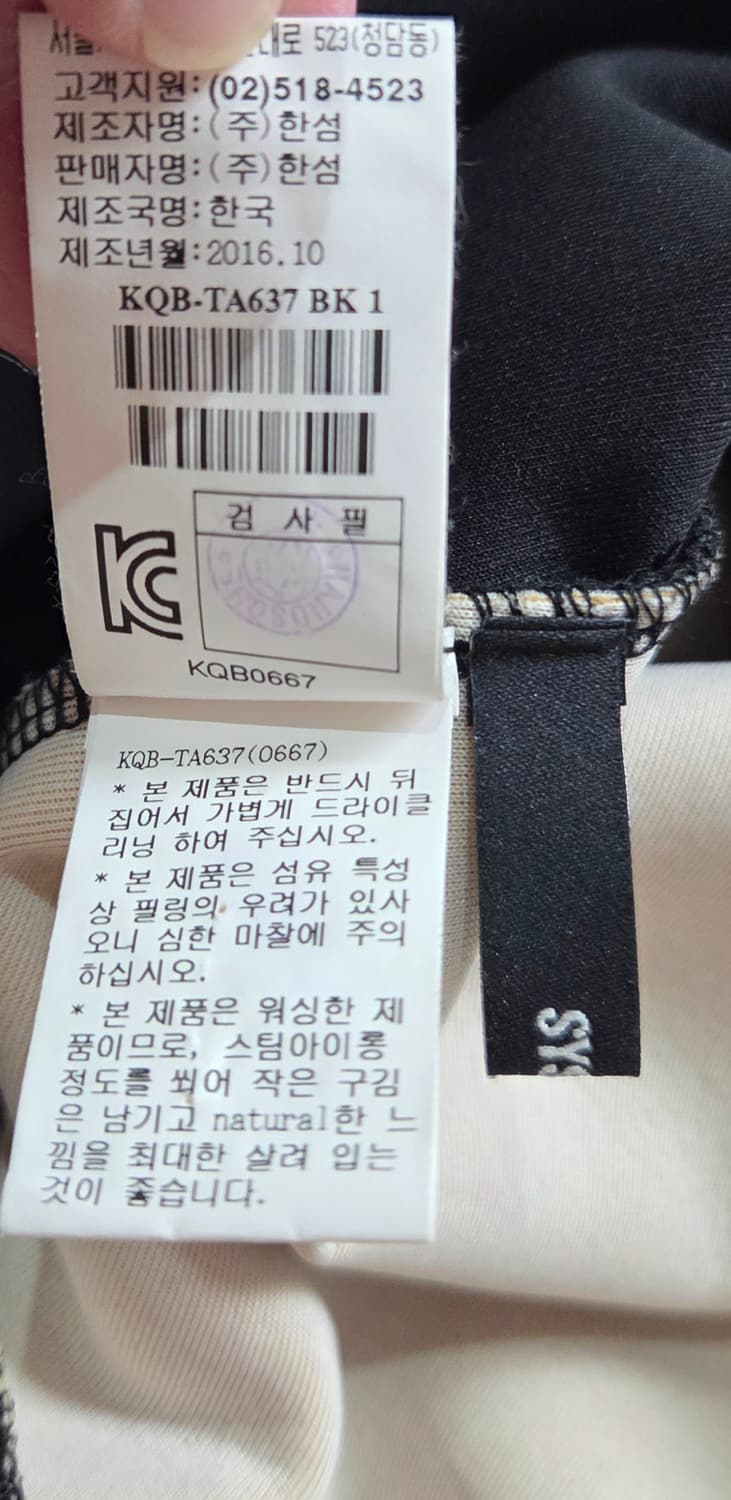 대로 523(청담동)
고객지원:(02)518-4523
제조자명:(주)한섬
판매자명:(주)한섬
제조국명:한국
제조년월:2016.10
KQB-TA637 BK 1
검 사 필
KC
KQB0667
KQB-TA637(0667)
* 본 제품은 반드시 뒤
집어서 가볍게 드라이클
리닝 하여 주십시오.
* 본 제품은 섬유 특성
상 필링의 우려가 있사
오니 심한 마찰에 주의
하십시오.
* 본 제품은 워싱한 제
품이므로, 스팀아이롱
정도를 쐬어 작은 구김
은 남기고 natural한 느
낌을 최대한 살려 입는
것이 좋습니다.
SYS